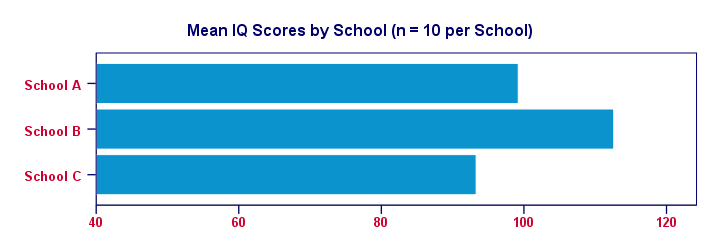 Mean IQ Scores by School (n = 10 per School)
School A
School B
School C
40 60 80 100 120